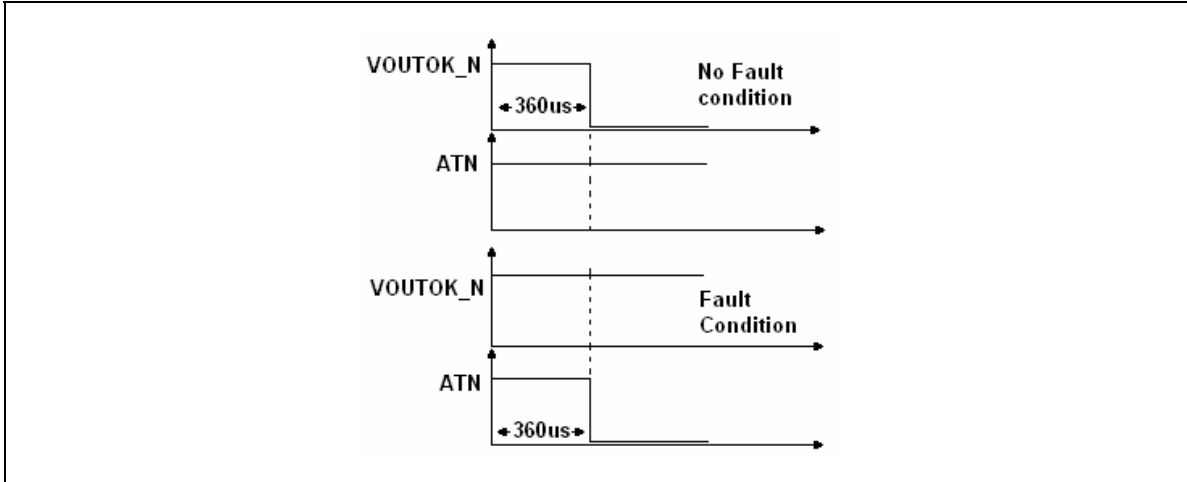 VOUTOK_N
No Fault
condition
360us
ATN
VOUTOK_N
Fault
Condition
ATN
360us